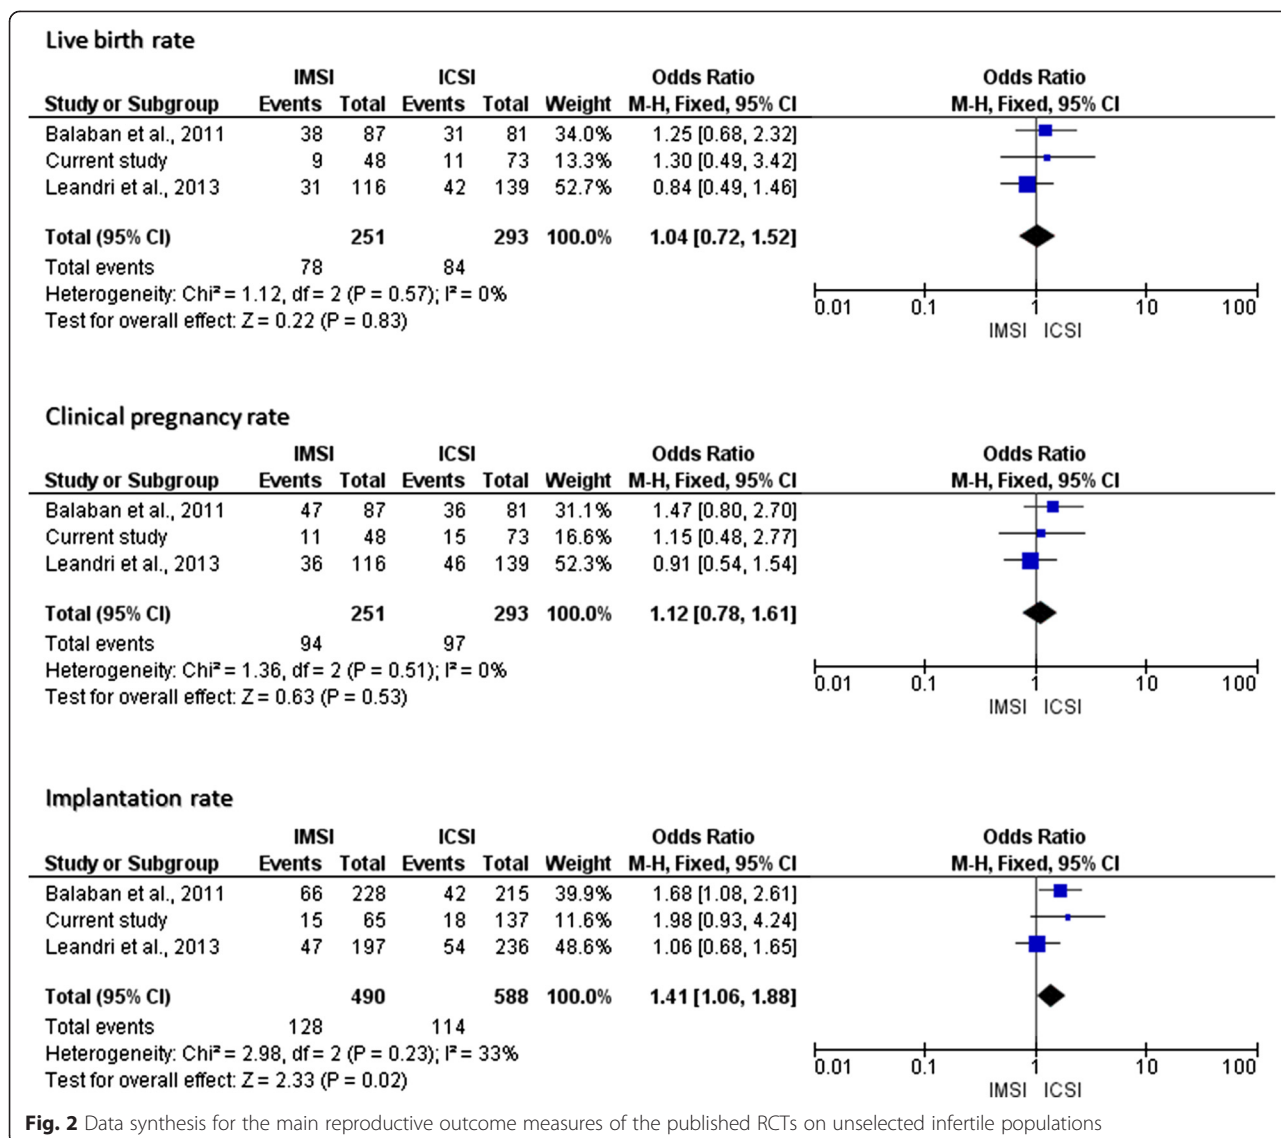 Live birth rate
IMSI ICSI Odds Ratio Odds Ratio
Study or Subgroup Events Total Events Total Weight M-H, Fixed, 95% CI M-H, Fixed, 95% CI
Balaban et al., 2011 38 87 31 81 34.0% 1.25 [0.68, 2.32]
Current study 9 48 11 73 13.3% 1.30 [0.49, 3.42]
Leandri et al., 2013 31 116 42 139 52.7% 0.84 [0.49, 1.46]
Total (95% CI) 251 293 100.0% 1.04 [0.72, 1.52]
Total events 78 84
Heterogeneity: Chi² = 1.12, df = 2 (P = 0.57); I² = 0%
Test for overall effect: Z = 0.22 (P = 0.83)
0.01 0.1 1 10 100
IMSI ICSI
Clinical pregnancy rate
IMSI ICSI Odds Ratio Odds Ratio
Study or Subgroup Events Total Events Total Weight M-H, Fixed, 95% CI M-H, Fixed, 95% CI
Balaban et al., 2011 47 87 36 81 31.1% 1.47 [0.80, 2.70]
Current study 11 48 15 73 16.6% 1.15 [0.48, 2.77]
Leandri et al., 2013 36 116 46 139 52.3% 0.91 [0.54, 1.54]
Total (95% CI) 251 293 100.0% 1.12 [0.78, 1.61]
Total events 94 97
Heterogeneity: Chi² = 1.36, df = 2 (P = 0.51); I² = 0%
Test for overall effect: Z = 0.63 (P = 0.53)
0.01 0.1 1 10 100
IMSI ICSI
Implantation rate
IMSI ICSI Odds Ratio Odds Ratio
Study or Subgroup Events Total Events Total Weight M-H, Fixed, 95% CI M-H, Fixed, 95% CI
Balaban et al., 2011 66 228 42 215 39.9% 1.68 [1.08, 2.61]
Current study 15 65 18 137 11.6% 1.98 [0.93, 4.24]
Leandri et al., 2013 47 197 54 236 48.6% 1.06 [0.68, 1.65]
Total (95% CI) 490 588 100.0% 1.41 [1.06, 1.88]
Total events 128 114
Heterogeneity: Chi² = 2.98, df = 2 (P = 0.23); I² = 33%
Test for overall effect: Z = 2.33 (P = 0.02)
0.01 0.1 1 10 100
IMSI ICSI
Fig. 2 Data synthesis for the main reproductive outcome measures of the published RCTs on unselected infertile populations